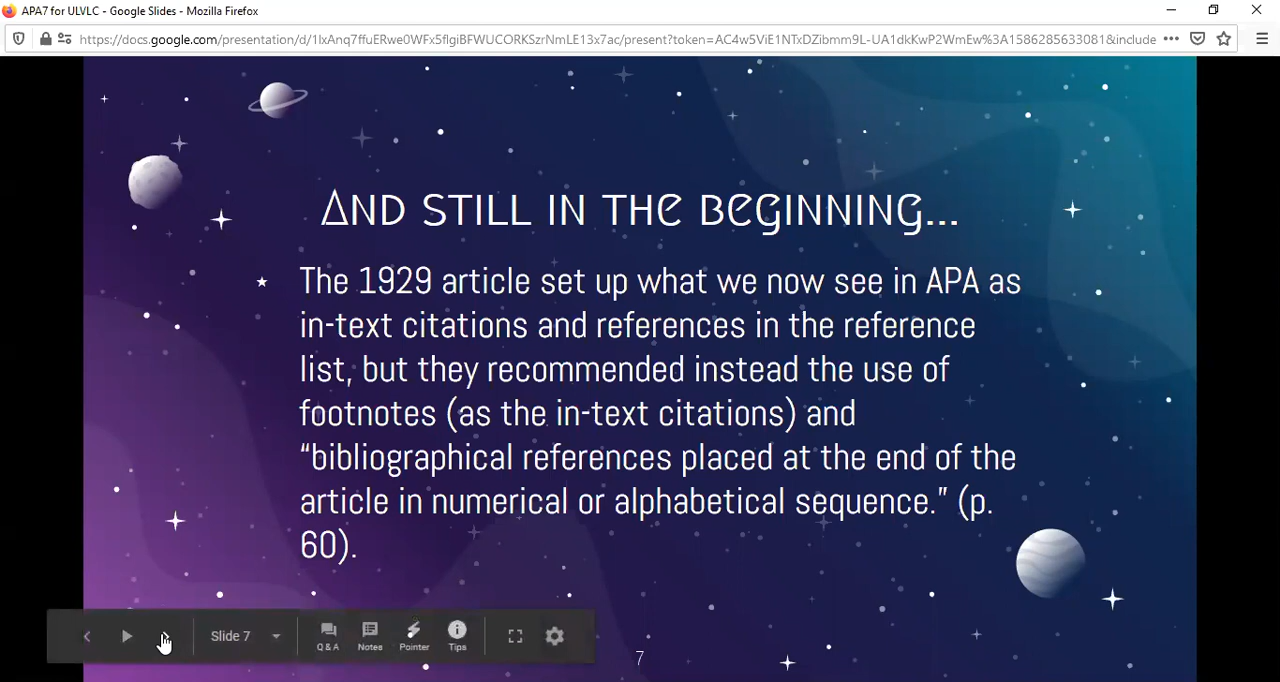 APA7 for ULVLC - Google Slides - Mozilla Firefox
https://docs.google.com/presentation/d/1lxAnq7ffuERwe0WFx5flgiBFWUCORKSzrNmLE13x7ac/present?token=AC4w5ViE1NTxDZibmm9L-UA1dkKwP2WmEw%3A1586285633081&include
And still in the beginning...
The 1929 article set up what we now see in APA as
in-text citations and references in the reference
list, but they recommended instead the use of
footnotes (as the in-text citations) and
“bibliographical references placed at the end of the
article in numerical or alphabetical sequence.” (p.
60).
Slide 7
Q & A
Notes
Pointer
Tips
7